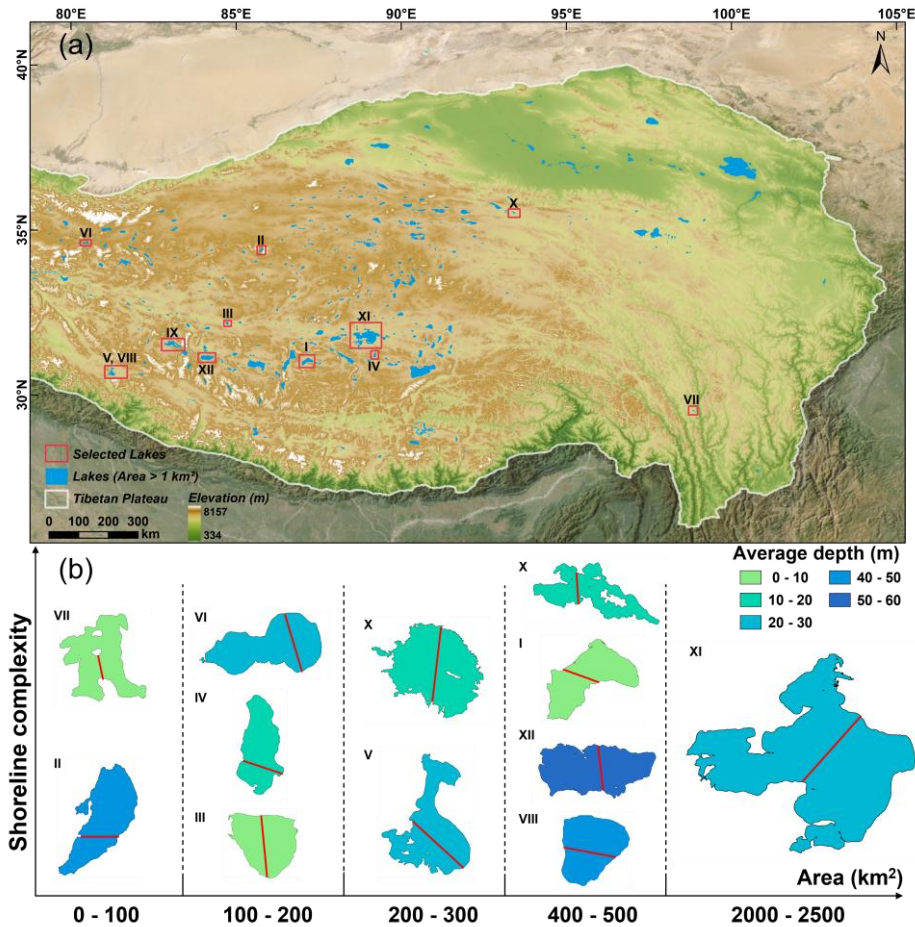 80°E 85°E 90°E 95°E 100°E 105°E
(a)
N
40°N
35°N
30°N
X
VI
II
III
XI
IX
I
XII
IV
V, VIII
VII
Selected Lakes
Lakes (Area > 1 km²)
Tibetan Plateau
Elevation (m)
8157
334
0 100 200 300
km
(b)
Average depth (m)
0 - 10
10 - 20
20 - 30
40 - 50
50 - 60
Shoreline complexity
VII
II
VI
IV
III
X
V
X
I
XII
VIII
XI
Area (km²)
0 - 100 100 - 200 200 - 300 400 - 500 2000 - 2500